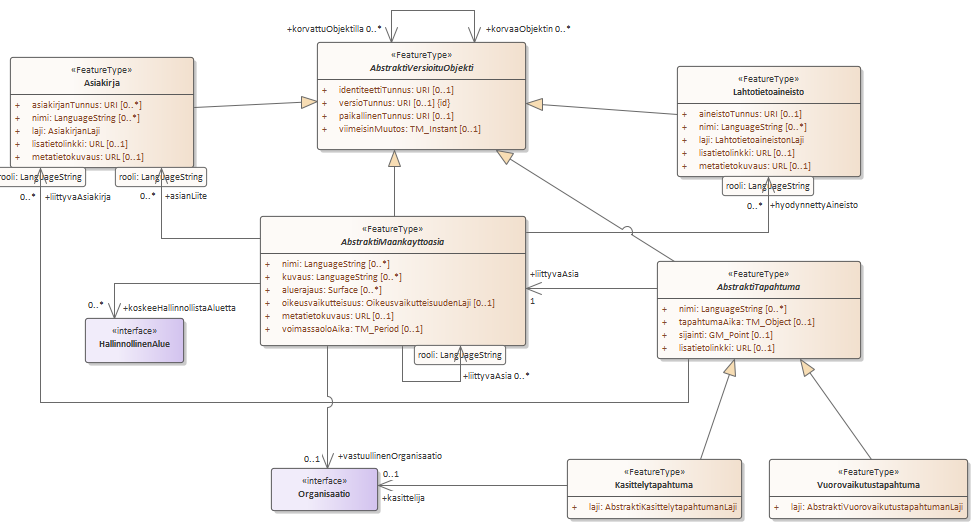 +korvattuObjektilla 0..*
+korvaaObjektin 0..*
«FeatureType»
AbstraktiVersioituObjekti
+ identiteettiTunnus: URI [0..1]
+ versioTunnus: URI [0..1] {id}
+ paikallinenTunnus: URI [0..1]
+ viimeisinMuutos: TM_Instant [0..1]
«FeatureType»
Asiakirja
+ asiakirjanTunnus: URI [0..*]
+ nimi: LanguageString [0..*]
+ laji: AsiakirjanLaji
+ lisatietolinkki: URL [0..1]
+ metatietokuvaus: URL [0..1]
rooli: LanguageString
rooli: LanguageString
0..* +liittyvaAsiakirja
0..* +asianLiite
«FeatureType»
Lahtotietoaineisto
+ aineistoTunnus: URI [0..1]
+ nimi: LanguageString [0..*]
+ laji: LahtotietoaineistonLaji
+ lisatietolinkki: URL [0..1]
+ metatietokuvaus: URL [0..1]
rooli: LanguageString
0..* +hyodynnettyAineisto
«FeatureType»
AbstraktiMaankayttoasia
+ nimi: LanguageString [0..*]
+ kuvaus: LanguageString [0..*]
+ aluerajaus: Surface [0..*]
+ oikeusvaikutteisuus: OikeusvaikutteisuudenLaji [0..1]
+ metatietokuvaus: URL [0..1]
+ voimassaoloAika: TM_Period [0..1]
rooli: LanguageString
+liittyvaAsia 0..*
+liittyvaAsia
1
«FeatureType»
AbstraktiTapahtuma
+ nimi: LanguageString [0..*]
+ tapahtumaAika: TM_Object [0..1]
+ sijainti: GM_Point [0..1]
+ lisatietolinkki: URL [0..1]
0..* +koskeeHallinnollistaAluetta
«interface»
HallinnollinenAlue
0..1 +vastuullinenOrganisaatio
«interface»
Organisaatio
0..1
+kasittelija
«FeatureType»
Kasittelytapahtuma
+ laji: AbstraktiKasittelytapahtumanLaji
«FeatureType»
Vuorovaikutustapahtuma
+ laji: AbstraktiVuorovaikutustapahtumanLaji